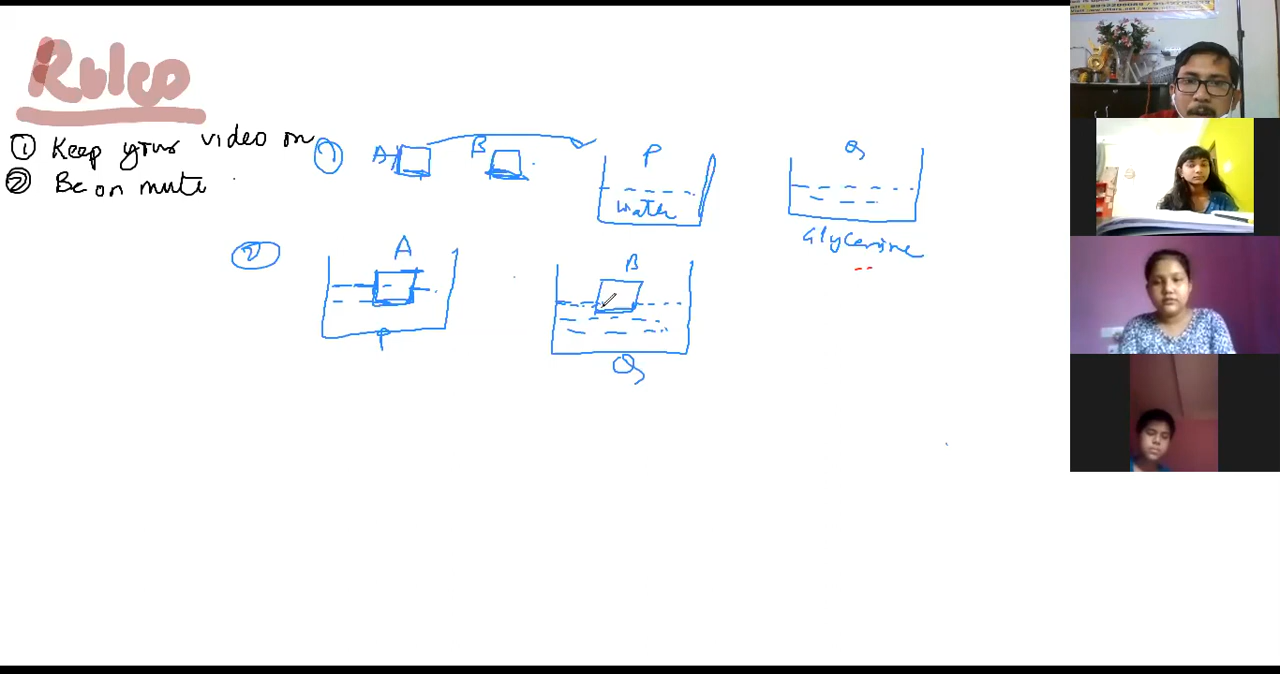 Rules
① Keep your video on
② Be on mute
① A B P Q
water
Glycerine
② A B
P Q